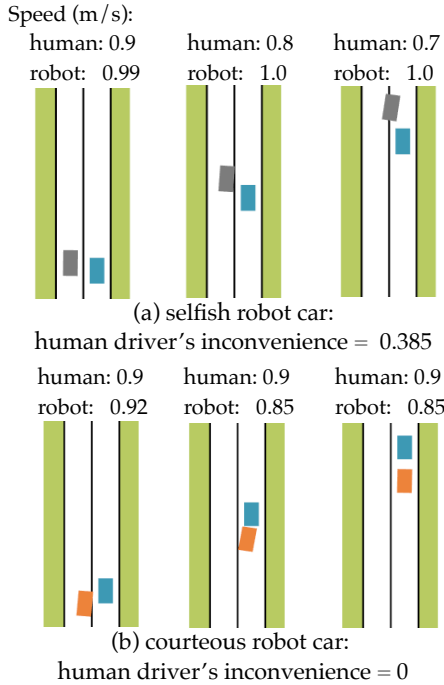 Speed (m/s):
human: 0.9 human: 0.8 human: 0.7
robot: 0.99 robot: 1.0 robot: 1.0
(a) selfish robot car:
human driver's inconvenience = 0.385
human: 0.9 human: 0.9 human: 0.9
robot: 0.92 robot: 0.85 robot: 0.85
(b) courteous robot car:
human driver's inconvenience = 0